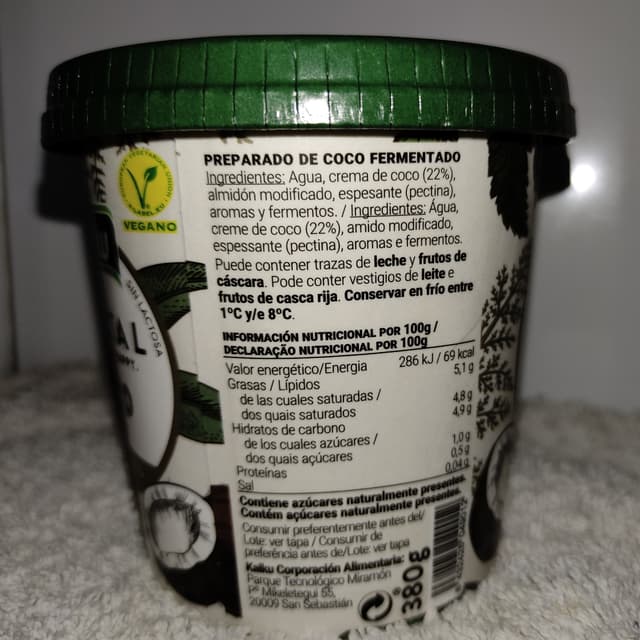 PREPARADO DE COCO FERMENTADO
Ingredientes: Agua, crema de coco (22%),
almidón modificado, espesante (pectina),
aromas y fermentos. / Ingredientes: Água,
creme de coco (22%), amido modificado,
espessante (pectina), aromas e fermentos.
Puede contener trazas de leche y frutos de
cáscara. Pode conter vestigios de leite e
frutos de casca rija. Conservar en frío entre
1ºC y/e 8ºC.
INFORMACIÓN NUTRICIONAL POR 100g /
DECLARAÇÃO NUTRICIONAL POR 100g
Valor energético/Energia 286 kJ / 69 kcal
Grasas / Lípidos 5,1 g
de las cuales saturadas /
dos quais saturados 4,8 g
Hidratos de carbono 4,9 g
de los cuales azúcares /
dos quais açúcares 1,0 g
Proteínas 0,5 g
Sal 0,04 g
Contiene azúcares naturalmente presentes.
Contém açúcares naturalmente presentes.
Consumir preferentemente antes del/
Lote: ver tapa / Consumir de
preferência antes de/Lote: ver tapa
Kaiku Corporación Alimentaria:
Parque Tecnológico Miramón
Pº Mikeletegui 55,
20009 San Sebastián
380g
VEGANO
SIN LACTOSA